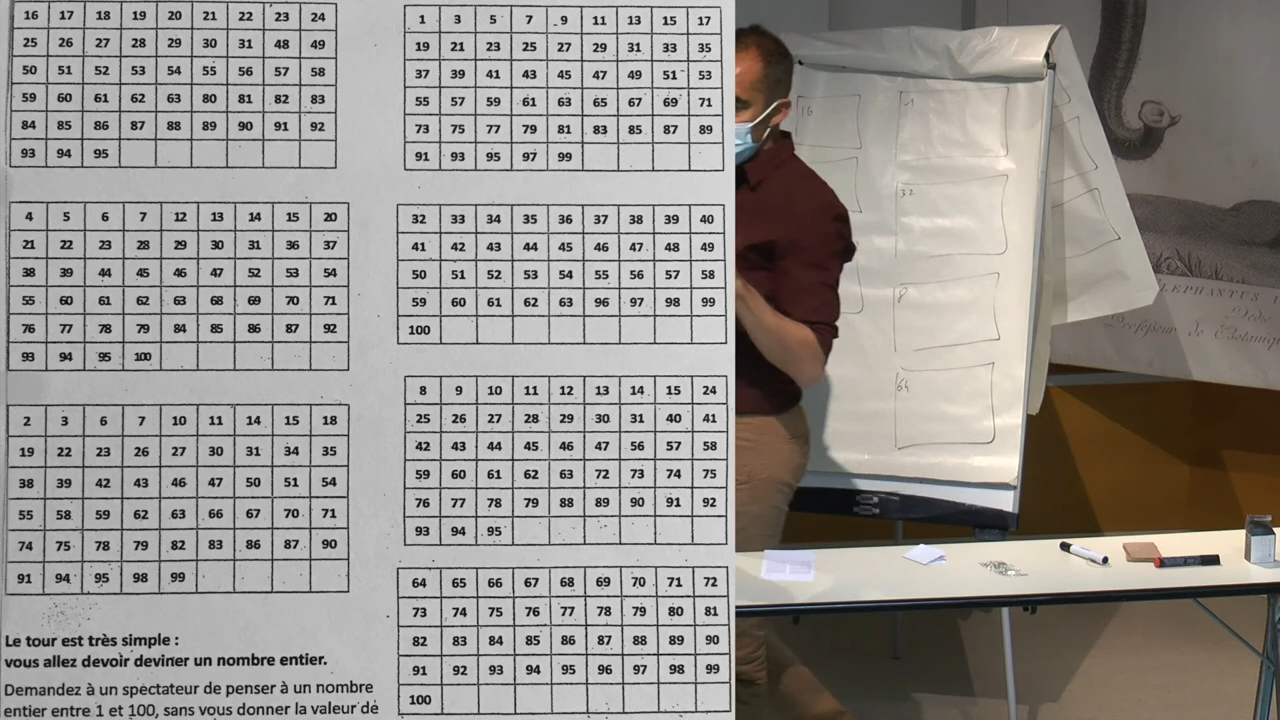 16 17 18 19 20 21 22 23 24
25 26 27 28 29 30 31 48 49
50 51 52 53 54 55 56 57 58
59 60 61 62 63 80 81 82 83
84 85 86 87 88 89 90 91 92
93 94 95
4 5 6 7 12 13 14 15 20
21 22 23 28 29 30 31 36 37
38 39 44 45 46 47 52 53 54
55 60 61 62 63 68 69 70 71
76 77 78 79 84 85 86 87 92
93 94 95 100
2 3 6 7 10 11 14 15 18
19 22 23 26 27 30 31 34 35
38 39 42 43 46 47 50 51 54
55 58 59 62 63 66 67 70 71
74 75 78 79 82 83 86 87 90
91 94 95 98 99
Le tour est très simple :
vous allez devoir deviner un nombre entier.
Demandez à un spectateur de penser à un nombre
entier entre 1 et 100, sans vous donner la valeur de
1 3 5 7 9 11 13 15 17
19 21 23 25 27 29 31 33 35
37 39 41 43 45 47 49 51 53
55 57 59 61 63 65 67 69 71
73 75 77 79 81 83 85 87 89
91 93 95 97 99
32 33 34 35 36 37 38 39 40
41 42 43 44 45 46 47 48 49
50 51 52 53 54 55 56 57 58
59 60 61 62 63 96 97 98 99
100
8 9 10 11 12 13 14 15 24
25 26 27 28 29 30 31 40 41
42 43 44 45 46 47 56 57 58
59 60 61 62 63 72 73 74 75
76 77 78 79 88 89 90 91 92
93 94 95
64 65 66 67 68 69 70 71 72
73 74 75 76 77 78 79 80 81
82 83 84 85 86 87 88 89 90
91 92 93 94 95 96 97 98 99
100
16
1
32
8
64
LEPHANTUS
Dédié
Professeur de Botaniq